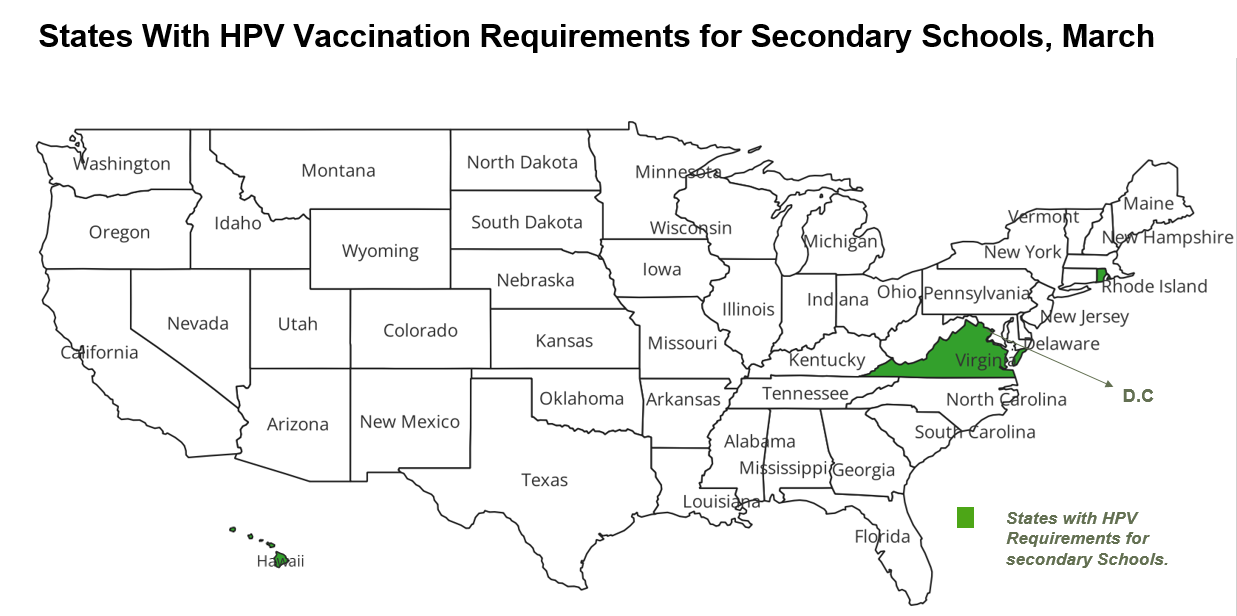 States With HPV Vaccination Requirements for Secondary Schools, March
Washington
Montana
North Dakota
Minnesota
Maine
Vermont
Idaho
Oregon
South Dakota
Wisconsin
Michigan
New Hampshire
Wyoming
New York
Iowa
Nebraska
Rhode Island
Ohio
Pennsylvania
Indiana
Illinois
New Jersey
Nevada
Utah
Colorado
Kansas
Missouri
Delaware
California
Kentucky
Virginia
Tennessee
D.C
Oklahoma
Arkansas
North Carolina
Arizona
New Mexico
South Carolina
Alabama
Mississippi
Georgia
Texas
Louisiana
Florida
Hawaii
States with HPV
Requirements for
secondary Schools.